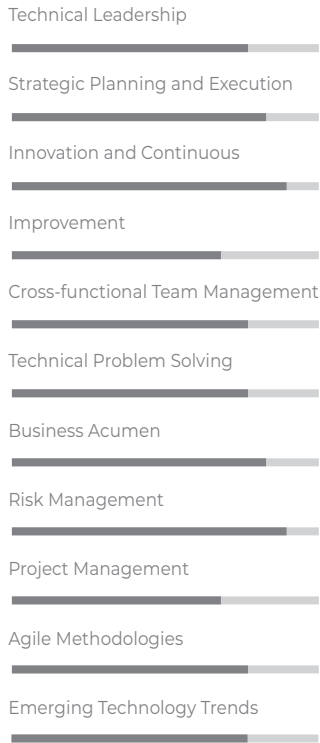 Technical Leadership
Strategic Planning and Execution
Innovation and Continuous
Improvement
Cross-functional Team Management
Technical Problem Solving
Business Acumen
Risk Management
Project Management
Agile Methodologies
Emerging Technology Trends